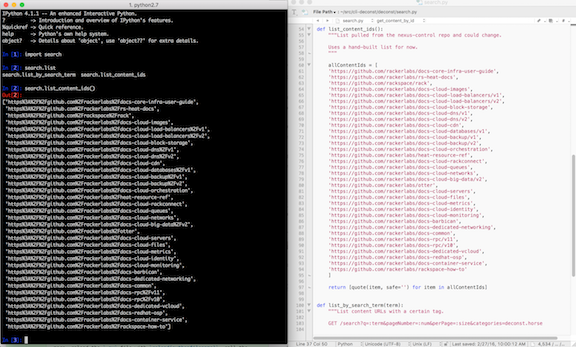 1. python2.7
IPython 4.1.1 -- An enhanced Interactive Python.
?         -> Introduction and overview of IPython's features.
%quickref -> Quick reference.
help      -> Python's own help system.
object?   -> Details about 'object', use 'object??' for extra details.
[1]: import search
[2]: search.list
search.list_by_search_term  search.list_content_ids
[2]: search.list_content_ids()
Out[2]:
['https%3A%2F%2Fgithub.com%2Frackerlabs%2Fdocs-core-infra-user-guide',
'https%3A%2F%2Fgithub.com%2Frackerlabs%2Frs-heat-docs',
'https%3A%2F%2Fgithub.com%2Frackspace%2Frack',
'https%3A%2F%2Fgithub.com%2Frackerlabs%2Fdocs-cloud-images',
'https%3A%2F%2Fgithub.com%2Frackerlabs%2Fdocs-cloud-load-balancers%2Fv1',
'https%3A%2F%2Fgithub.com%2Frackerlabs%2Fdocs-cloud-load-balancers%2Fv2',
'https%3A%2F%2Fgithub.com%2Frackerlabs%2Fdocs-cloud-block-storage',
'https%3A%2F%2Fgithub.com%2Frackerlabs%2Fdocs-cloud-dns%2Fv1',
'https%3A%2F%2Fgithub.com%2Frackerlabs%2Fdocs-cloud-dns%2Fv2',
'https%3A%2F%2Fgithub.com%2Frackerlabs%2Fdocs-cloud-cdn',
'https%3A%2F%2Fgithub.com%2Frackerlabs%2Fdocs-cloud-databases%2Fv1',
'https%3A%2F%2Fgithub.com%2Frackerlabs%2Fdocs-cloud-backup%2Fv1',
'https%3A%2F%2Fgithub.com%2Frackerlabs%2Fdocs-cloud-backup%2Fv2',
'https%3A%2F%2Fgithub.com%2Frackerlabs%2Fdocs-cloud-orchestration',
'https%3A%2F%2Fgithub.com%2Frackerlabs%2Fheat-resource-ref',
'https%3A%2F%2Fgithub.com%2Frackerlabs%2Fdocs-cloud-rackconnect',
'https%3A%2F%2Fgithub.com%2Frackerlabs%2Fdocs-cloud-queues',
'https%3A%2F%2Fgithub.com%2Frackerlabs%2Fdocs-cloud-networks',
'https%3A%2F%2Fgithub.com%2Frackerlabs%2Fdocs-cloud-big-data%2Fv2',
'https%3A%2F%2Fgithub.com%2Frackerlabs%2Fotter',
'https%3A%2F%2Fgithub.com%2Frackerlabs%2Fdocs-cloud-servers',
'https%3A%2F%2Fgithub.com%2Frackerlabs%2Fdocs-cloud-files',
'https%3A%2F%2Fgithub.com%2Frackerlabs%2Fdocs-cloud-metrics',
'https%3A%2F%2Fgithub.com%2Frackerlabs%2Fdocs-cloud-identity',
'https%3A%2F%2Fgithub.com%2Frackerlabs%2Fdocs-cloud-monitoring',
'https%3A%2F%2Fgithub.com%2Frackerlabs%2Fdocs-barbican',
'https%3A%2F%2Fgithub.com%2Frackerlabs%2Fdocs-dedicated-networking',
'https%3A%2F%2Fgithub.com%2Frackerlabs%2Fdocs-common',
'https%3A%2F%2Fgithub.com%2Frackerlabs%2Fdocs-rpc%2Fv11',
'https%3A%2F%2Fgithub.com%2Frackerlabs%2Fdocs-rpc%2Fv10',
'https%3A%2F%2Fgithub.com%2Frackerlabs%2Fdocs-dedicated-vcloud',
'https%3A%2F%2Fgithub.com%2Frackerlabs%2Fdocs-redhat-osp',
'https%3A%2F%2Fgithub.com%2Frackerlabs%2Fdocs-container-service',
'https%3A%2F%2Fgithub.com%2Frackerlabs%2Frackspace-how-to']
[3]:
search.py
File Path
search.py
get_content_by_id
def list_content_ids():
"""List pulled from the nexus-control repo and could change.
Uses a hand-built list for now.
"""
allContentIds = [
'https://github.com/rackerlabs/docs-core-infra-user-guide',
'https://github.com/rackerlabs/rs-heat-docs',
'https://github.com/rackspace/rack',
'https://github.com/rackerlabs/docs-cloud-images',
'https://github.com/rackerlabs/docs-cloud-load-balancers/v1',
'https://github.com/rackerlabs/docs-cloud-load-balancers/v2',
'https://github.com/rackerlabs/docs-cloud-block-storage',
'https://github.com/rackerlabs/docs-cloud-dns/v1',
'https://github.com/rackerlabs/docs-cloud-dns/v2',
'https://github.com/rackerlabs/docs-cloud-cdn',
'https://github.com/rackerlabs/docs-cloud-databases/v1',
'https://github.com/rackerlabs/docs-cloud-backup/v1',
'https://github.com/rackerlabs/docs-cloud-backup/v2',
'https://github.com/rackerlabs/docs-cloud-orchestration',
'https://github.com/rackerlabs/heat-resource-ref',
'https://github.com/rackerlabs/docs-cloud-rackconnect',
'https://github.com/rackerlabs/docs-cloud-queues',
'https://github.com/rackerlabs/docs-cloud-networks',
'https://github.com/rackerlabs/docs-cloud-big-data/v2',
'https://github.com/rackerlabs/otter',
'https://github.com/rackerlabs/docs-cloud-servers',
'https://github.com/rackerlabs/docs-cloud-files',
'https://github.com/rackerlabs/docs-cloud-metrics',
'https://github.com/rackerlabs/docs-cloud-identity',
'https://github.com/rackerlabs/docs-cloud-monitoring',
'https://github.com/rackerlabs/docs-barbican',
'https://github.com/rackerlabs/docs-dedicated-networking',
'https://github.com/rackerlabs/docs-common',
'https://github.com/rackerlabs/docs-rpc/v11',
'https://github.com/rackerlabs/docs-rpc/v10',
'https://github.com/rackerlabs/docs-dedicated-vcloud',
'https://github.com/rackerlabs/docs-redhat-osp',
'https://github.com/rackerlabs/docs-container-service',
'https://github.com/rackerlabs/rackspace-how-to'
]
return [quote(item, safe='') for item in allContentIds]
def list_by_search_term(term):
"""List content URLs with a certain tag.
GET /search?q=:term&pageNumber=:num&perPage=:size&categories=deconst.horse
Line 57 Col 50
Python
Unicode (UTF-8)
Unix (LF)
Last saved: 2/27/18, 10:00:12 AM